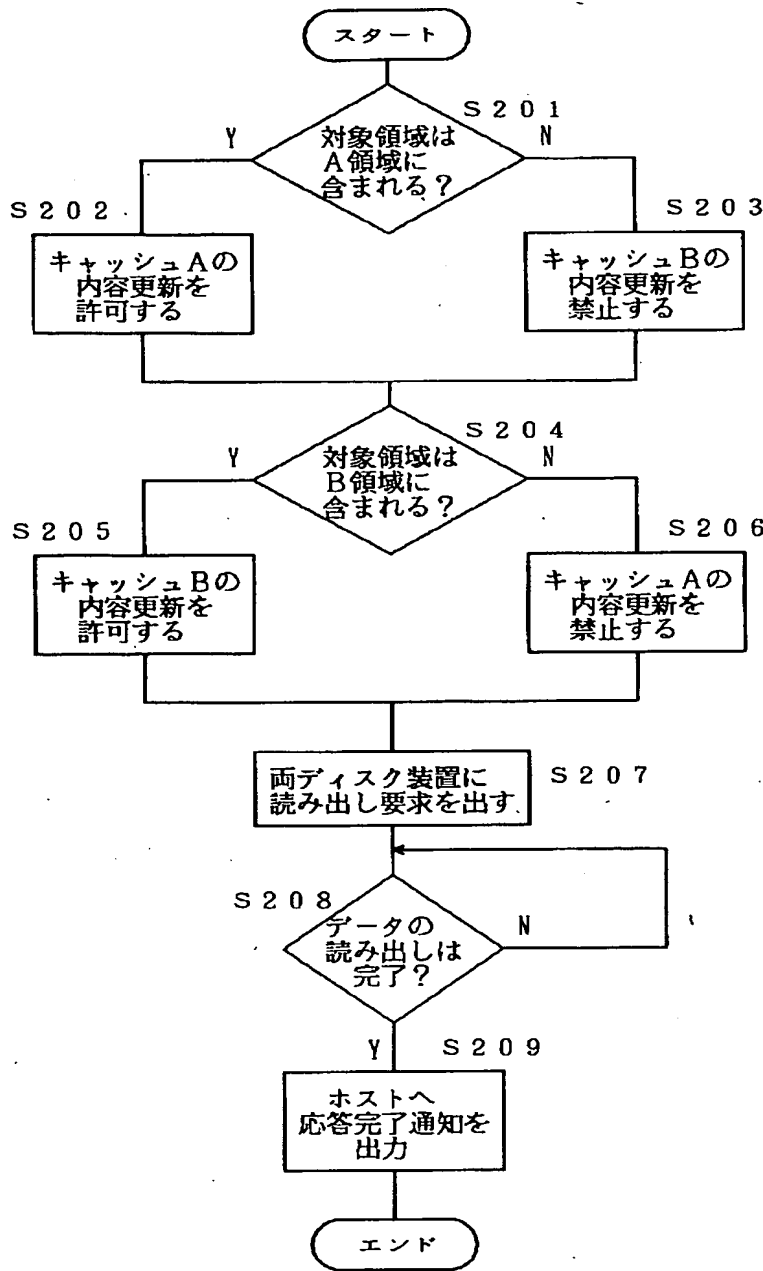 スタート
S201
対象領域は
A領域に
含まれる?
Y
N
S202
キャッシュAの
内容更新を
許可する
S203
キャッシュBの
内容更新を
禁止する
S204
対象領域は
B領域に
含まれる?
Y
N
S205
キャッシュBの
内容更新を
許可する
S206
キャッシュAの
内容更新を
禁止する
両ディスク装置に
読み出し要求を出す
S207
S208
データの
読み出しは
完了?
N
Y
S209
ホストへ
応答完了通知を
出力
エンド